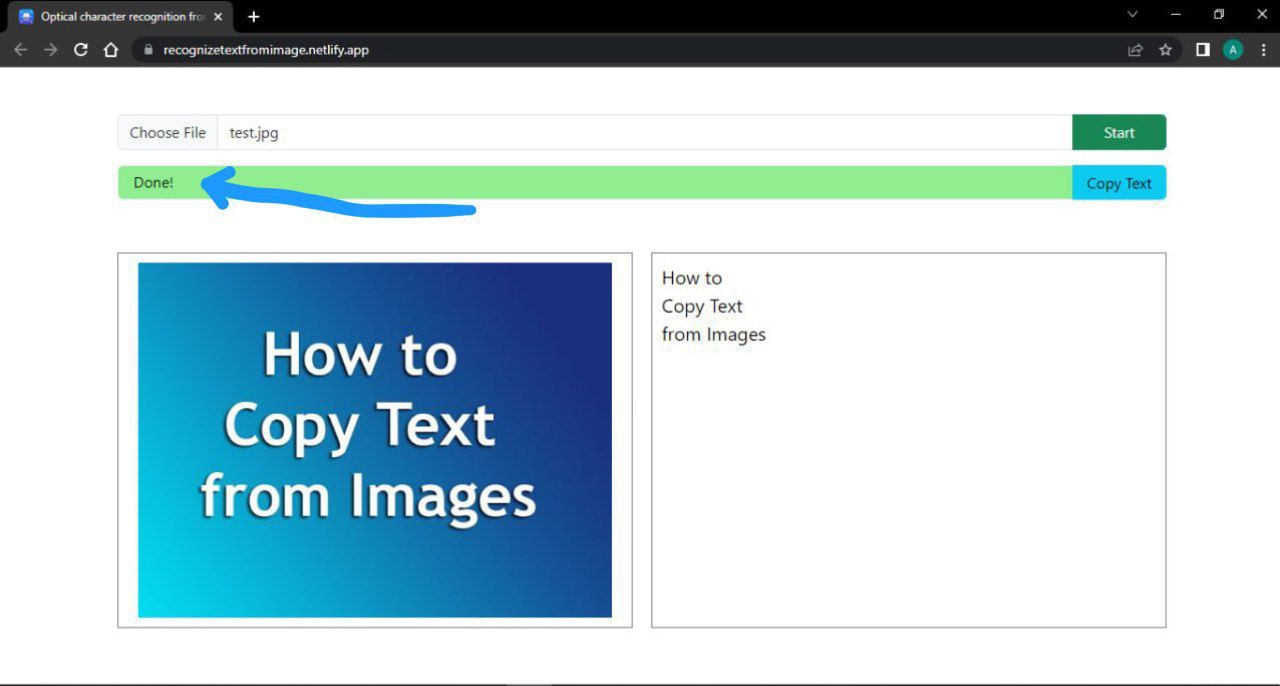 Optical character recognition fro
recognizetextfromimage.netlify.app
A
Choose File test.jpg Start
Done! Copy Text
How to
Copy Text
from Images
How to
Copy Text
from Images